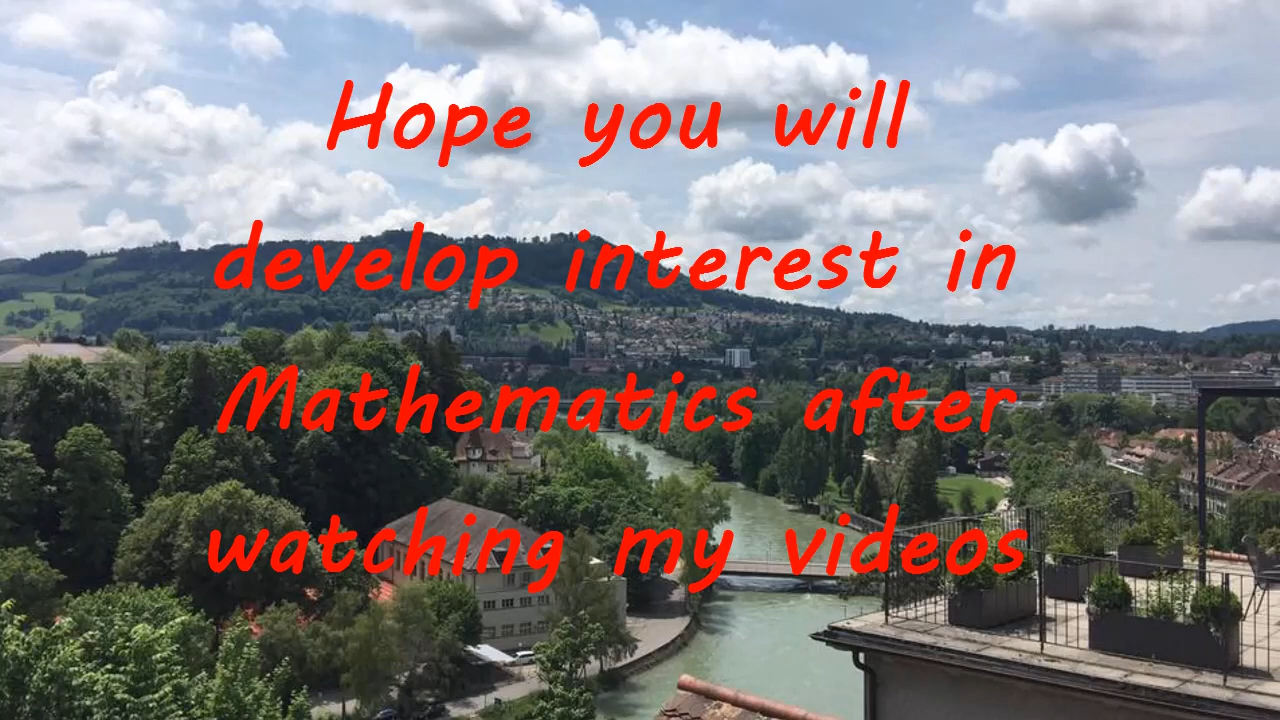 Hope you will
develop interest in
Mathematics after
watching my videos